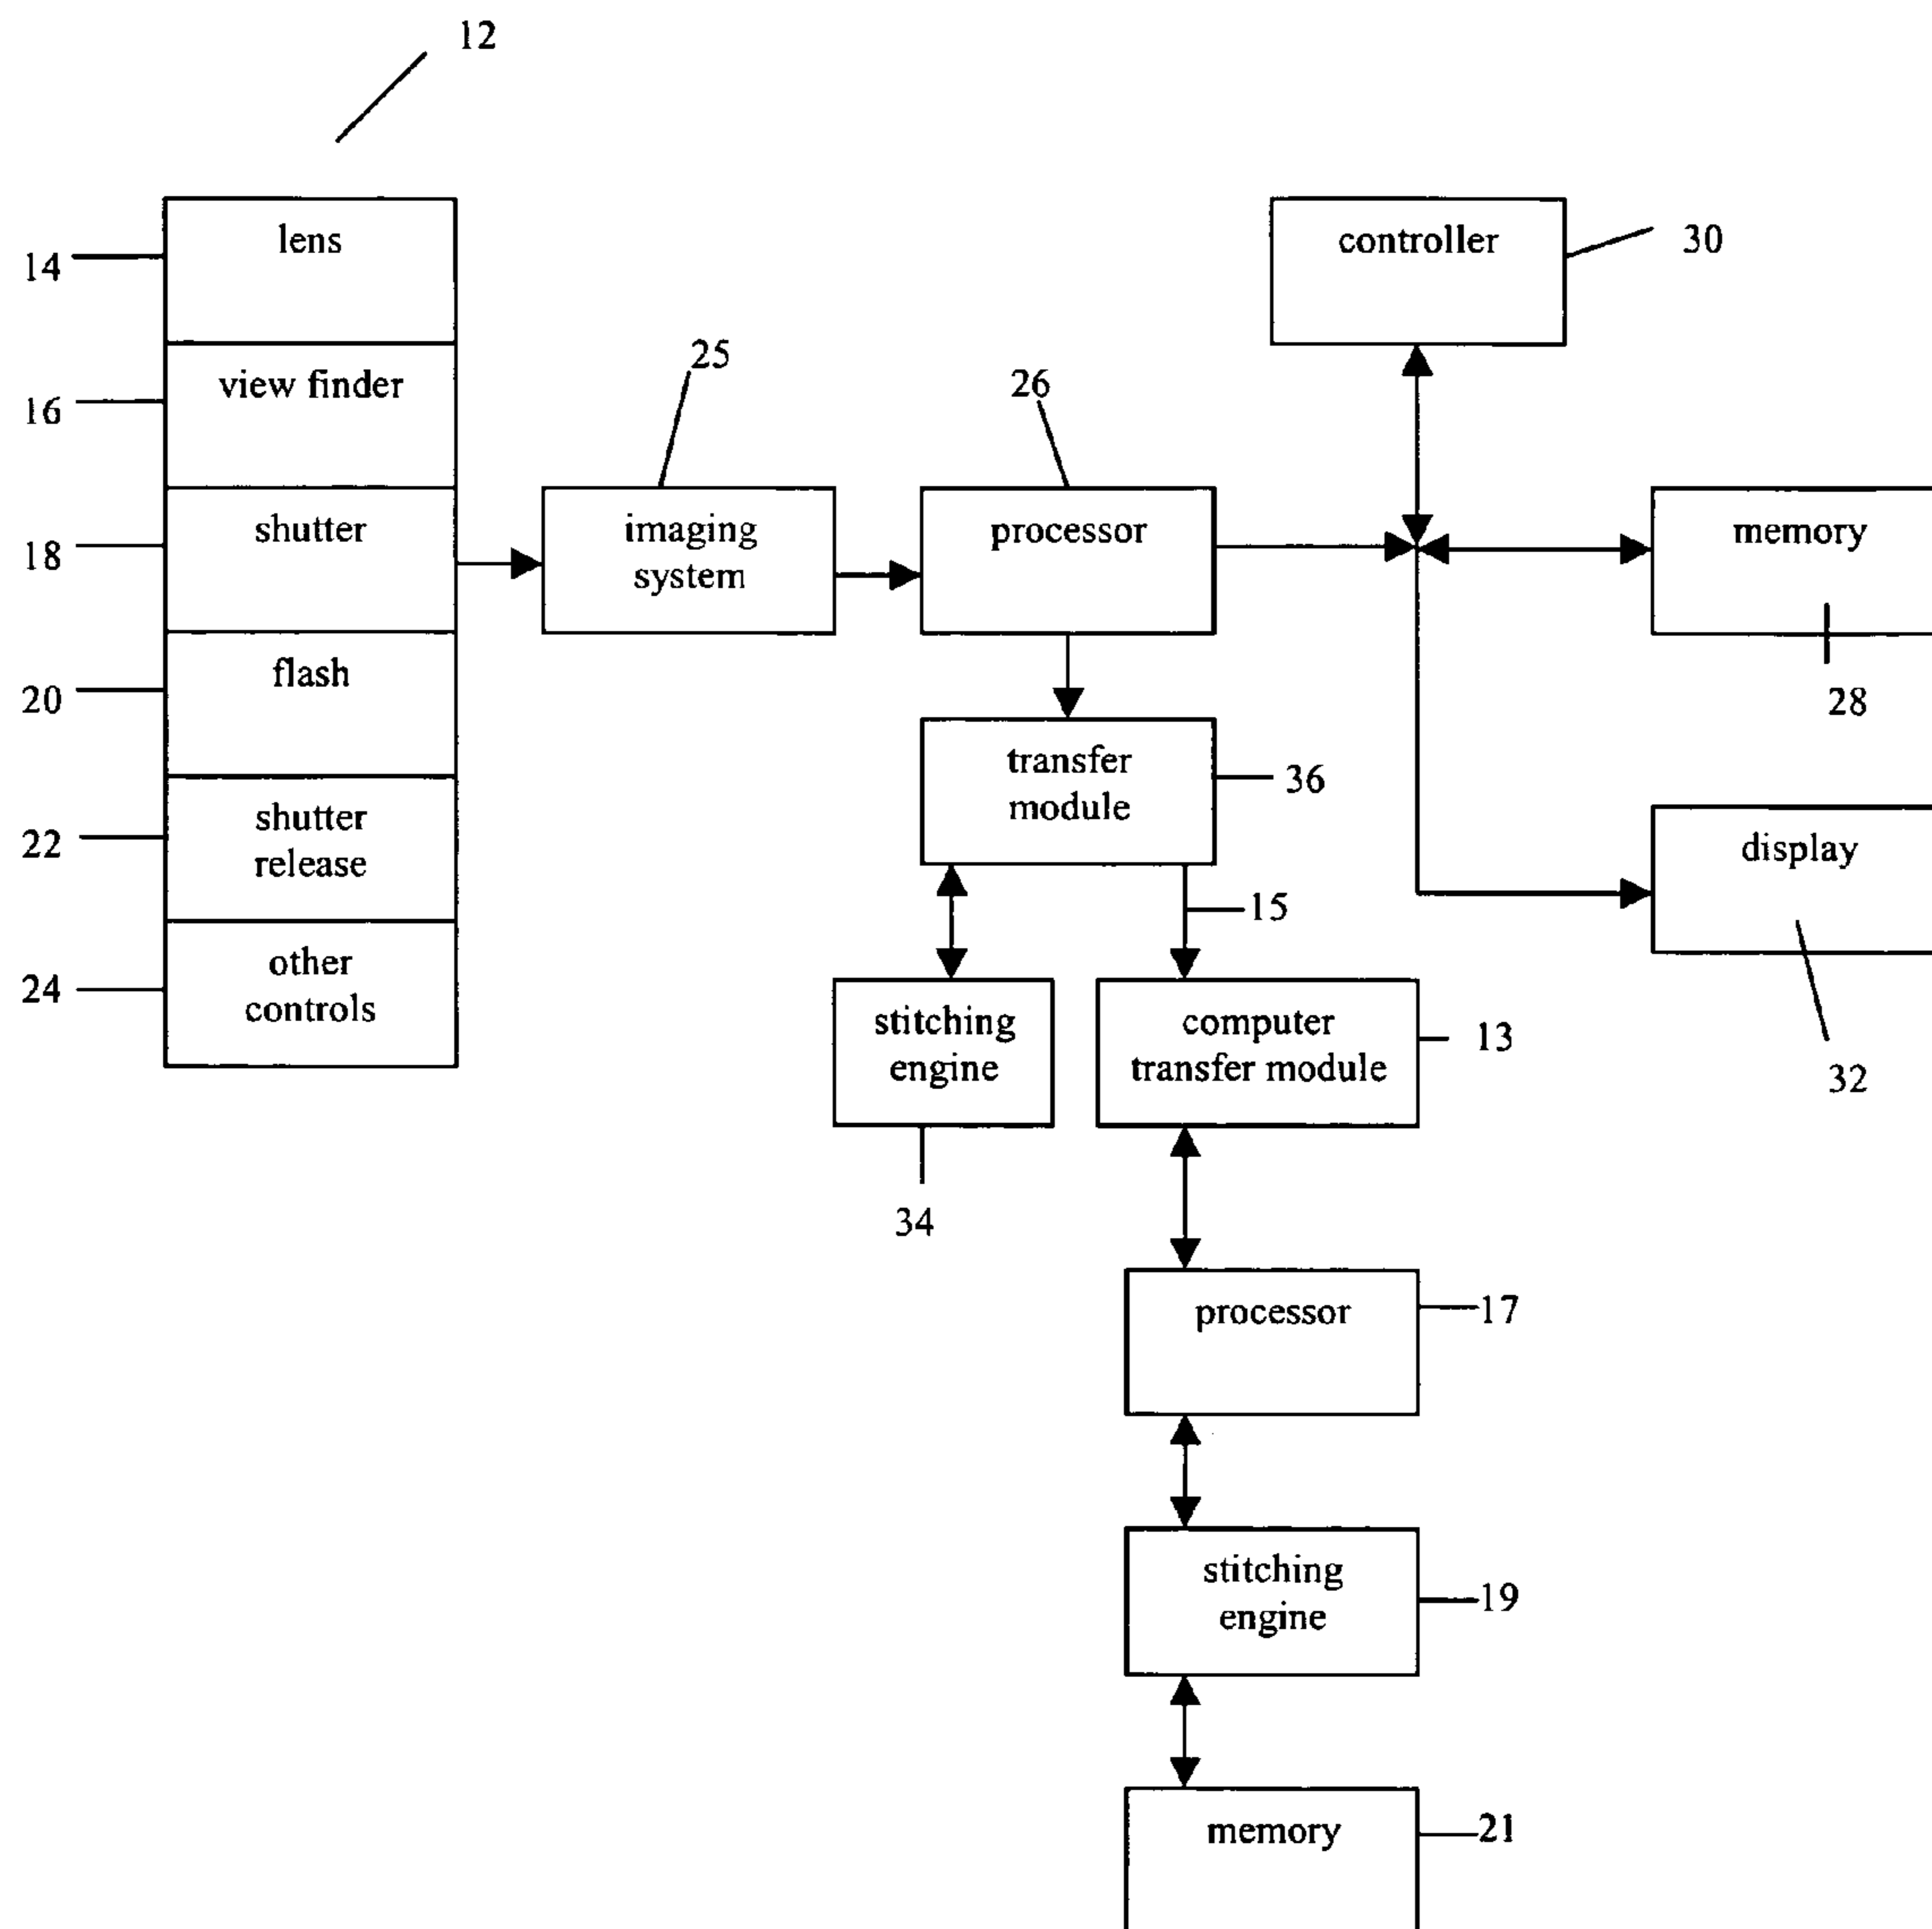 12
lens
14
view finder
16
shutter
18
flash
20
shutter
release
22
other
controls
24
25
imaging
system
26
processor
controller
30
memory
28
display
32
transfer
module
36
15
stitching
engine
34
computer
transfer module
13
processor
17
stitching
engine
19
memory
21